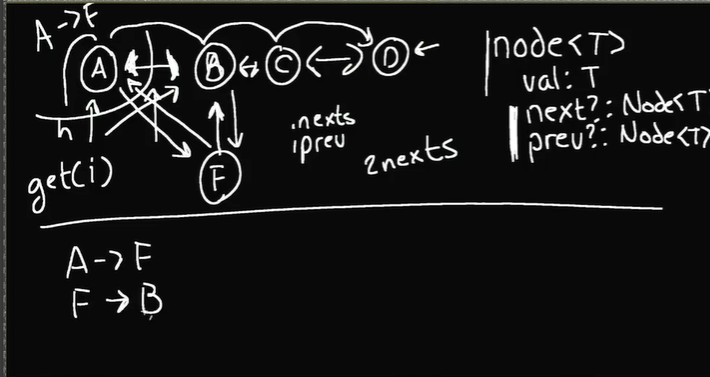 A->F
A
B
C
D
node<T>
val: T
next?: Node<T
prev?: Node<T>
h
.nexts
prev
2nexts
get(i)
F
A->F
F->B